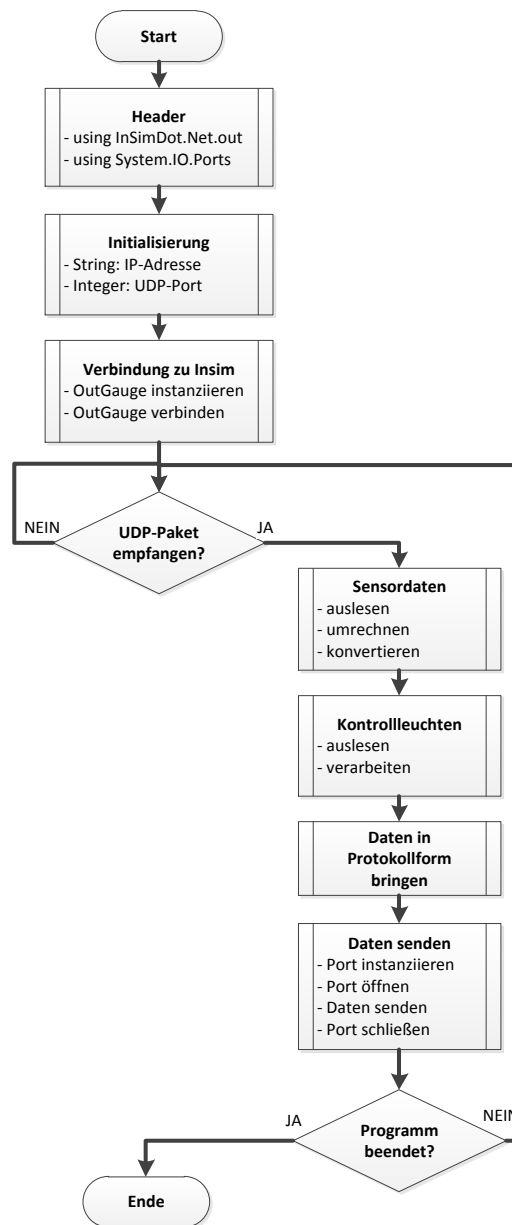 Start
Header
- using InSimDot.Net.out
- using System.IO.Ports
Initialisierung
- String: IP-Adresse
- Integer: UDP-Port
Verbindung zu Insim
- OutGauge instanziieren
- OutGauge verbinden
NEIN
UDP-Paket
empfangen?
JA
Sensordaten
- auslesen
- umrechnen
- konvertieren
Kontrollleuchten
- auslesen
- verarbeiten
Daten in
Protokollform
bringen
Daten senden
- Port instanziieren
- Port öffnen
- Daten senden
- Port schließen
JA
Programm
beendet?
NEIN
Ende